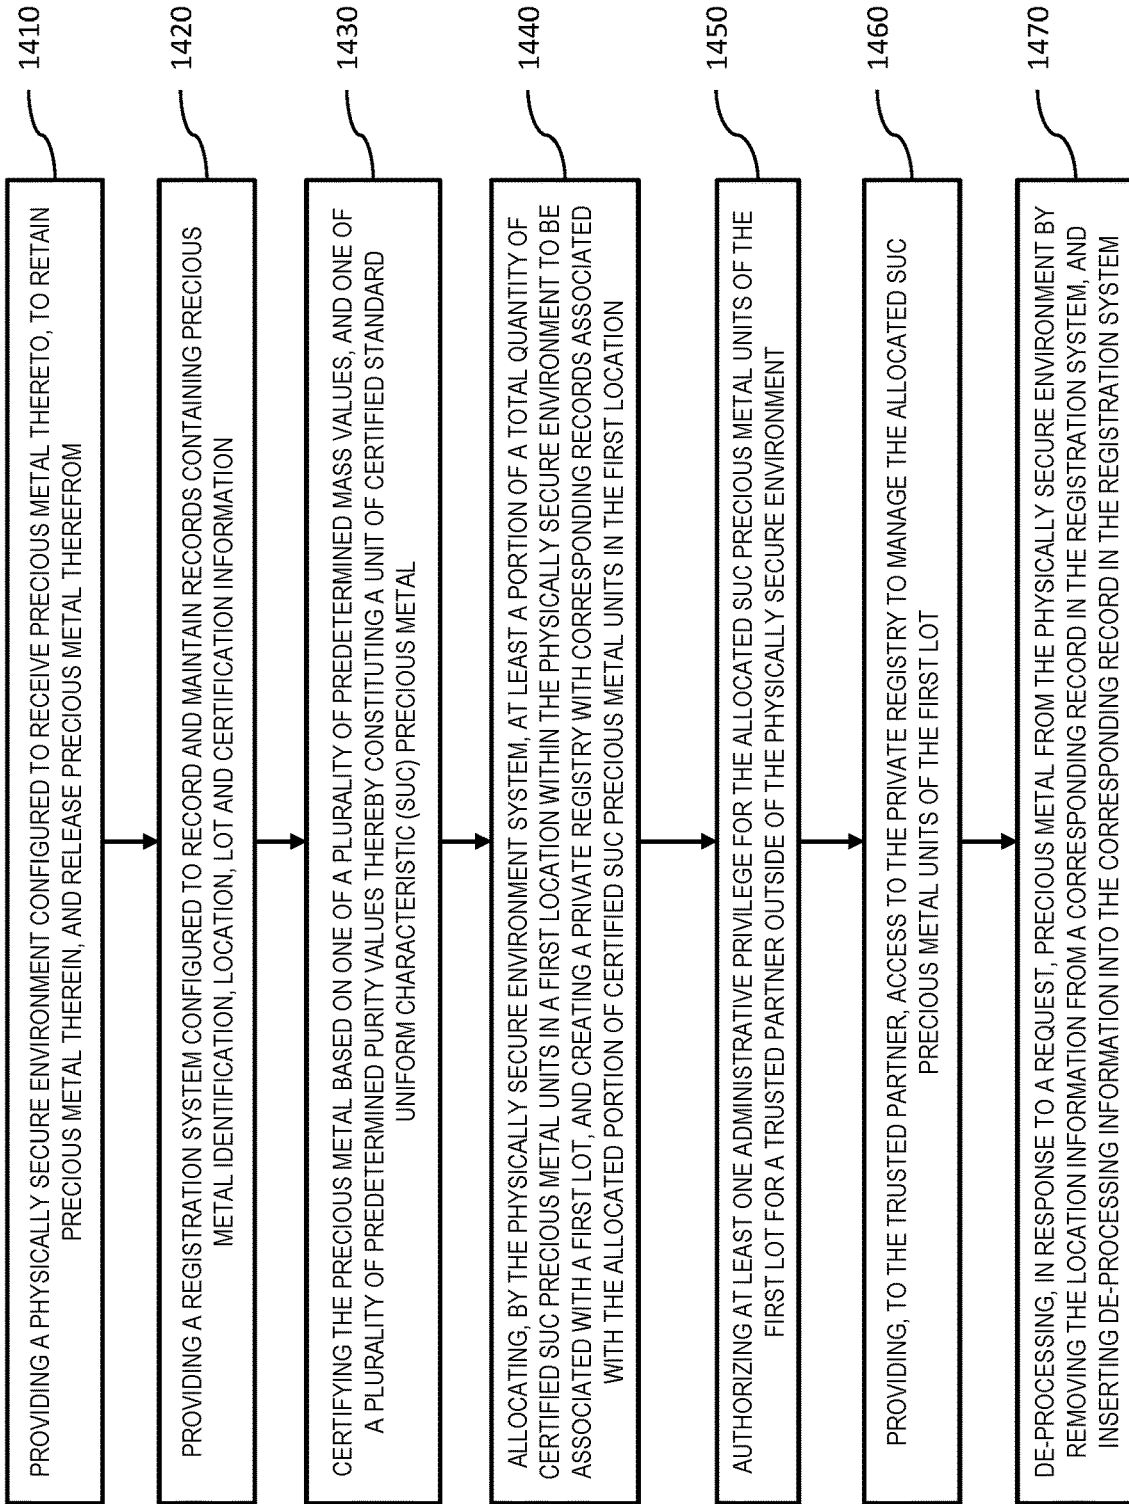 PROVIDING A PHYSICALLY SECURE ENVIRONMENT CONFIGURED TO RECEIVE PRECIOUS METAL THERETO, TO RETAIN
PRECIOUS METAL THEREIN, AND RELEASE PRECIOUS METAL THEREFROM
1410
PROVIDING A REGISTRATION SYSTEM CONFIGURED TO RECORD AND MAINTAIN RECORDS CONTAINING PRECIOUS
METAL IDENTIFICATION, LOCATION, LOT AND CERTIFICATION INFORMATION
1420
CERTIFYING THE PRECIOUS METAL BASED ON ONE OF A PLURALITY OF PREDETERMINED MASS VALUES, AND ONE OF
A PLURALITY OF PREDETERMINED PURITY VALUES THEREBY CONSTITUTING A UNIT OF CERTIFIED STANDARD
UNIFORM CHARACTERISTIC (SUC) PRECIOUS METAL
1430
ALLOCATING, BY THE PHYSICALLY SECURE ENVIRONMENT SYSTEM, AT LEAST A PORTION OF A TOTAL QUANTITY OF
CERTIFIED SUC PRECIOUS METAL UNITS IN A FIRST LOCATION WITHIN THE PHYSICALLY SECURE ENVIRONMENT TO BE
ASSOCIATED WITH A FIRST LOT, AND CREATING A PRIVATE REGISTRY WITH CORRESPONDING RECORDS ASSOCIATED
WITH THE ALLOCATED PORTION OF CERTIFIED SUC PRECIOUS METAL UNITS IN THE FIRST LOCATION
1440
AUTHORIZING AT LEAST ONE ADMINISTRATIVE PRIVILEGE FOR THE ALLOCATED SUC PRECIOUS METAL UNITS OF THE
FIRST LOT FOR A TRUSTED PARTNER OUTSIDE OF THE PHYSICALLY SECURE ENVIRONMENT
1450
PROVIDING, TO THE TRUSTED PARTNER, ACCESS TO THE PRIVATE REGISTRY TO MANAGE THE ALLOCATED SUC
PRECIOUS METAL UNITS OF THE FIRST LOT
1460
DE-PROCESSING, IN RESPONSE TO A REQUEST, PRECIOUS METAL FROM THE PHYSICALLY SECURE ENVIRONMENT BY
REMOVING THE LOCATION INFORMATION FROM A CORRESPONDING RECORD IN THE REGISTRATION SYSTEM, AND
INSERTING DE-PROCESSING INFORMATION INTO THE CORRESPONDING RECORD IN THE REGISTRATION SYSTEM
1470